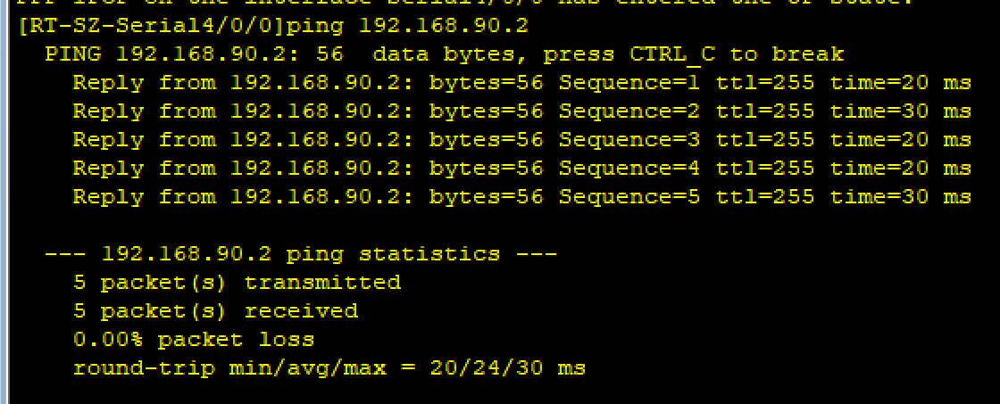 on the interface Serial4/0/0 has entered the UP state.
[RT-SZ-Serial4/0/0]ping 192.168.90.2
PING 192.168.90.2: 56  data bytes, press CTRL_C to break
Reply from 192.168.90.2: bytes=56 Sequence=1 ttl=255 time=20 ms
Reply from 192.168.90.2: bytes=56 Sequence=2 ttl=255 time=30 ms
Reply from 192.168.90.2: bytes=56 Sequence=3 ttl=255 time=20 ms
Reply from 192.168.90.2: bytes=56 Sequence=4 ttl=255 time=20 ms
Reply from 192.168.90.2: bytes=56 Sequence=5 ttl=255 time=30 ms
--- 192.168.90.2 ping statistics ---
5 packet(s) transmitted
5 packet(s) received
0.00% packet loss
round-trip min/avg/max = 20/24/30 ms